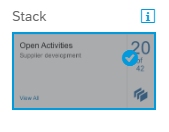 Stack
i
Open Activities
Supplier development
20
of
42
View All